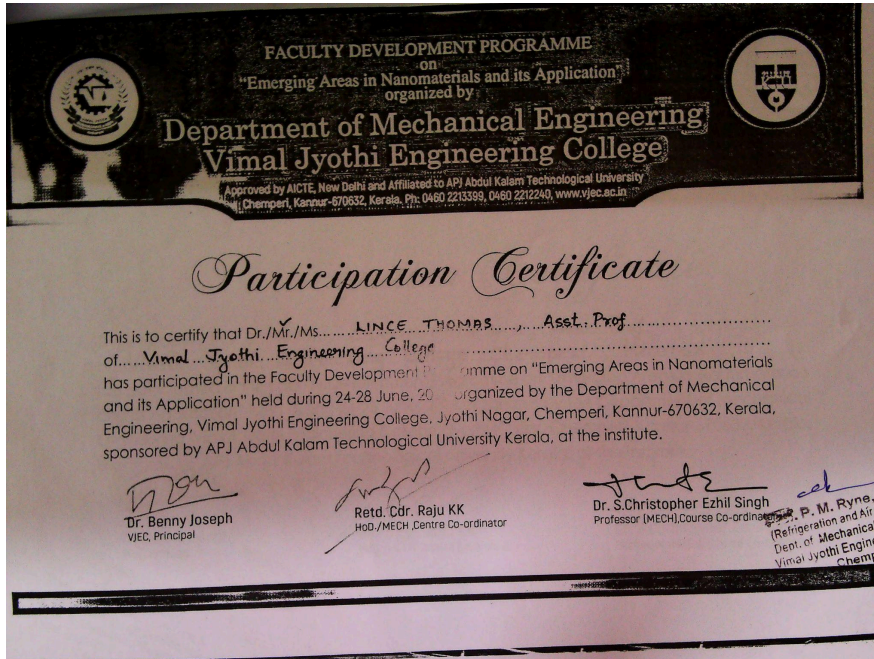 FACULTY DEVELOPMENT PROGRAMME
on
"Emerging Areas in Nanomaterials and its Application"
organized by
Department of Mechanical Engineering
Vimal Jyothi Engineering College
Approved by AICTE, New Delhi and Affiliated to APJ Abdul Kalam Technological University
Chemperi, Kannur-670632, Kerala. Ph: 0460 2213399, 0460 2212240, www.vjec.ac.in
Participation Certificate
This is to certify that Dr./Mr./Ms...... LINCE THOMAS ....., Asst. Prof ..............................
of... Vimal Jyothi Engineering College ..............................
has participated in the Faculty Development on "Emerging Areas in Nanomaterials
and its Application" held during 24-28 June, 20 organized by the Department of Mechanical
Engineering, Vimal Jyothi Engineering College, Jyothi Nagar, Chemperi, Kannur-670632, Kerala,
sponsored by APJ Abdul Kalam Technological University Kerala, at the institute.
Dr. Benny Joseph
VJEC, Principal
Retd. Cdr. Raju KK
HoD-/MECH ,Centre Co-ordinator
Dr. S.Christopher Ezhil Singh
Professor (MECH),Course Co-ordinator
P. M. Ryne,
(Refrigeration and Air
Dent. of Mechanical
Vimal Jyothi Engine
Chemp